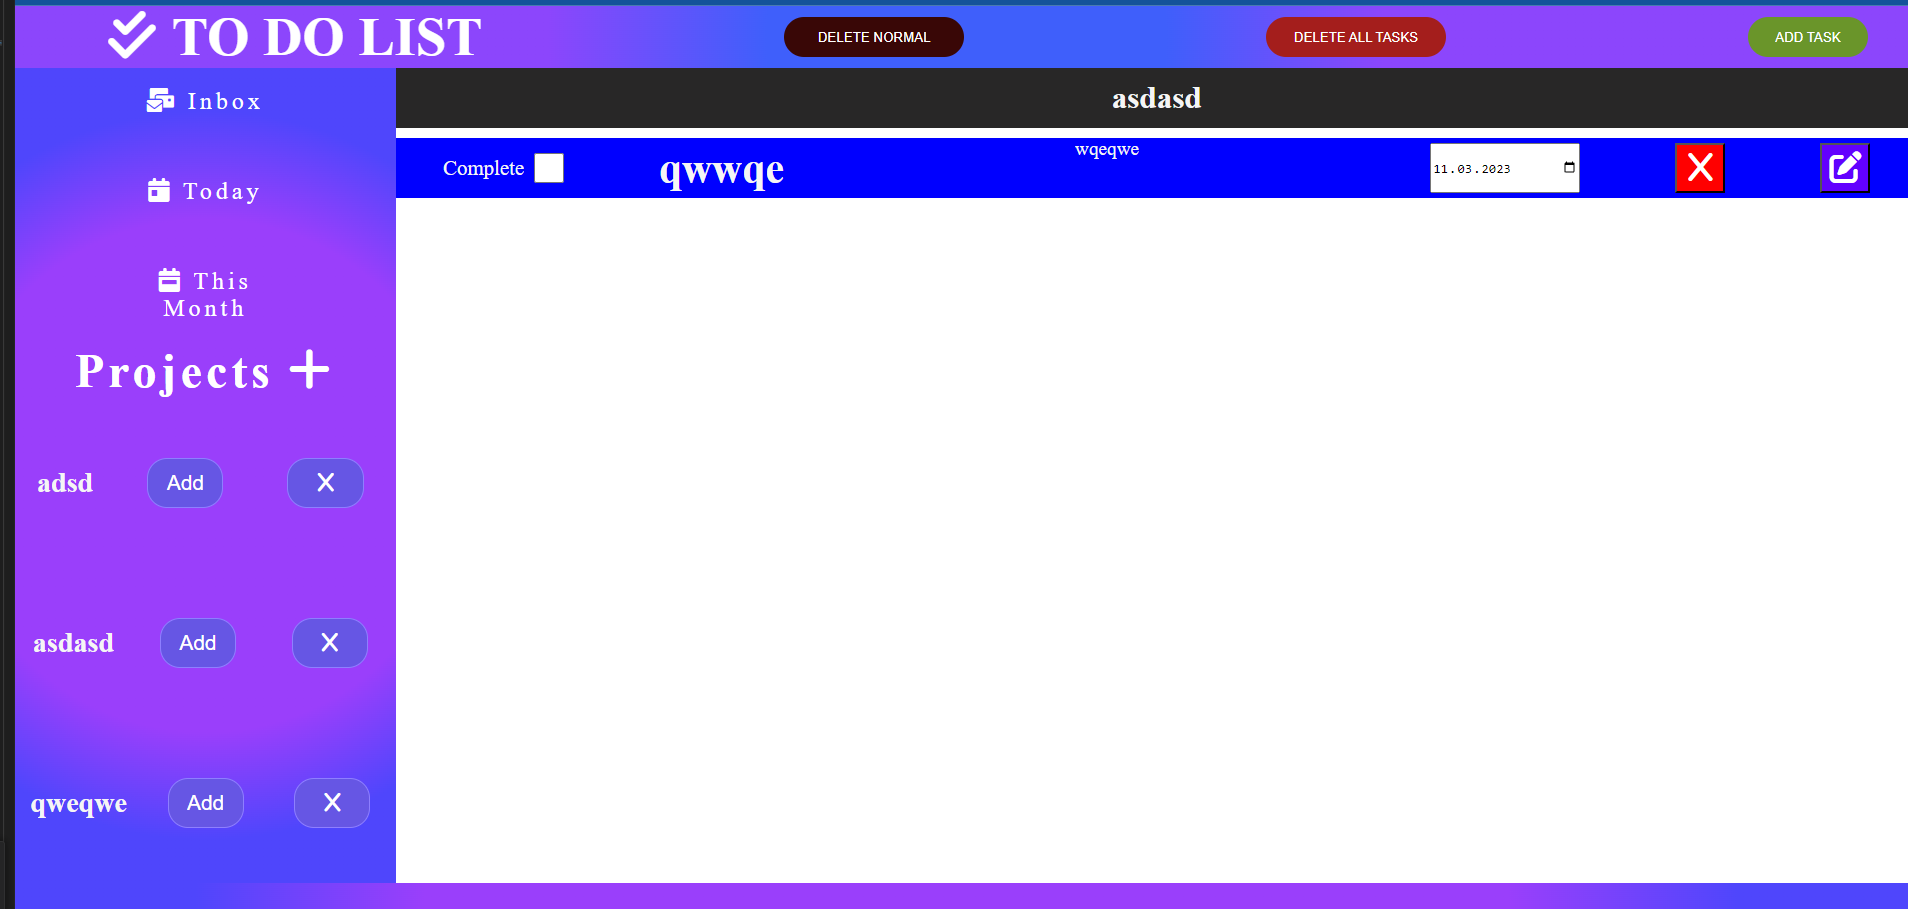 TO DO LIST
DELETE NORMAL
DELETE ALL TASKS
ADD TASK
Inbox
Today
This
Month
Projects
adsd Add X
asdasd Add X
qweqwe Add X
asdasd
Complete qwwqe wqeqwe 11.03.2023 X